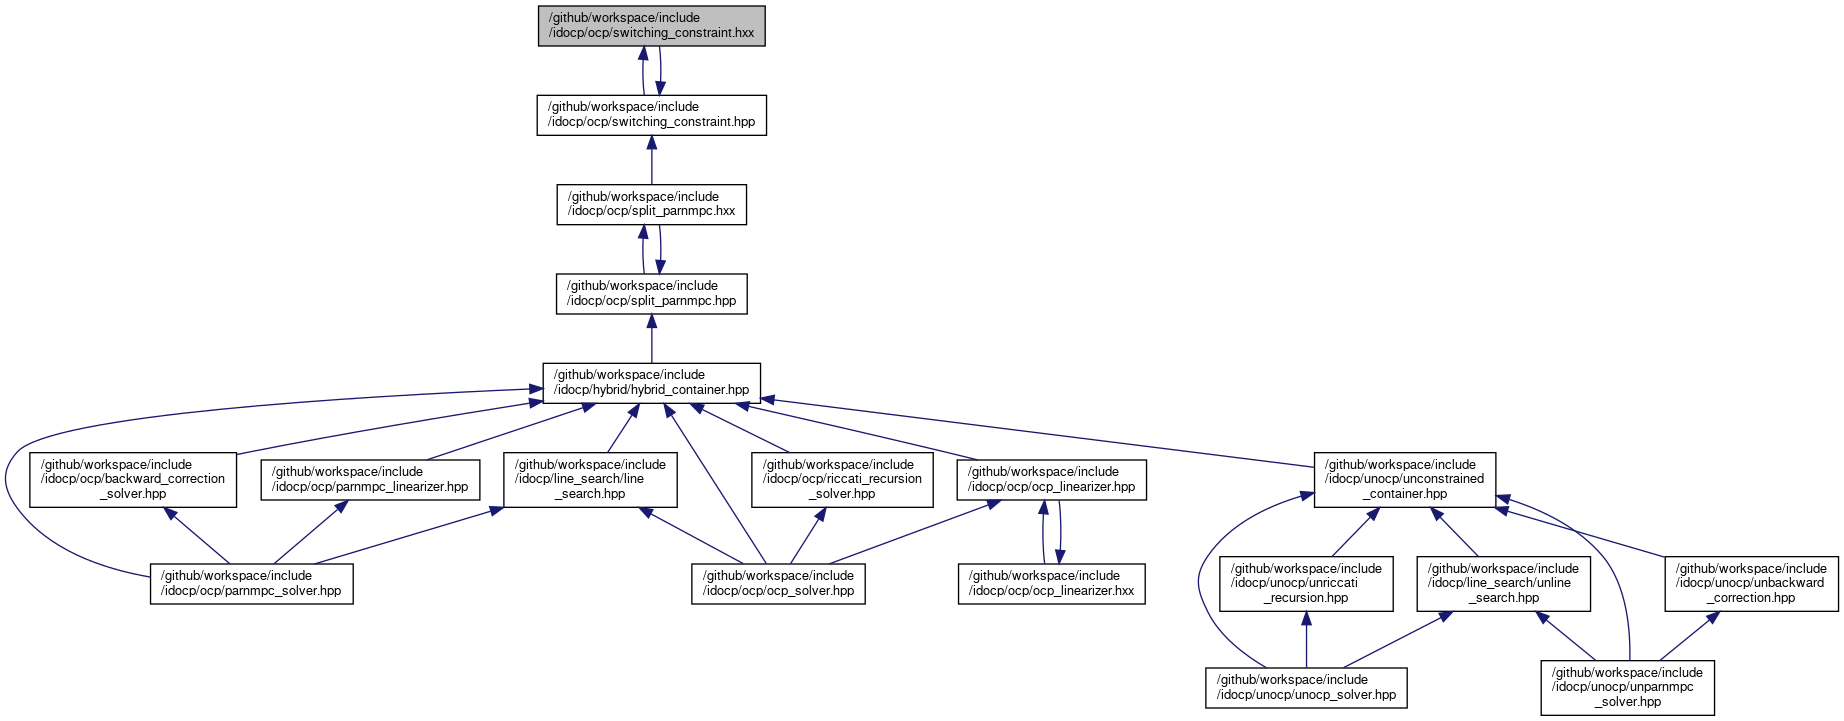 /github/workspace/include
/idocp/ocp/switching_constraint.hxx
/github/workspace/include
/idocp/ocp/switching_constraint.hpp
/github/workspace/include
/idocp/ocp/split_parnmpc.hxx
/github/workspace/include
/idocp/ocp/split_parnmpc.hpp
/github/workspace/include
/idocp/hybrid/hybrid_container.hpp
/github/workspace/include
/idocp/ocp/backward_correction
_solver.hpp
/github/workspace/include
/idocp/ocp/parnmpc_linearizer.hpp
/github/workspace/include
/idocp/line_search/line
_search.hpp
/github/workspace/include
/idocp/ocp/riccati_recursion
_solver.hpp
/github/workspace/include
/idocp/ocp/ocp_linearizer.hpp
/github/workspace/include
/idocp/unocp/unconstrained
_container.hpp
/github/workspace/include
/idocp/ocp/parnmpc_solver.hpp
/github/workspace/include
/idocp/ocp/ocp_solver.hpp
/github/workspace/include
/idocp/ocp/ocp_linearizer.hxx
/github/workspace/include
/idocp/unocp/unriccati
_recursion.hpp
/github/workspace/include
/idocp/line_search/unline
_search.hpp
/github/workspace/include
/idocp/unocp/unbackward
_correction.hpp
/github/workspace/include
/idocp/unocp/unocp_solver.hpp
/github/workspace/include
/idocp/unocp/unparnmpc
_solver.hpp